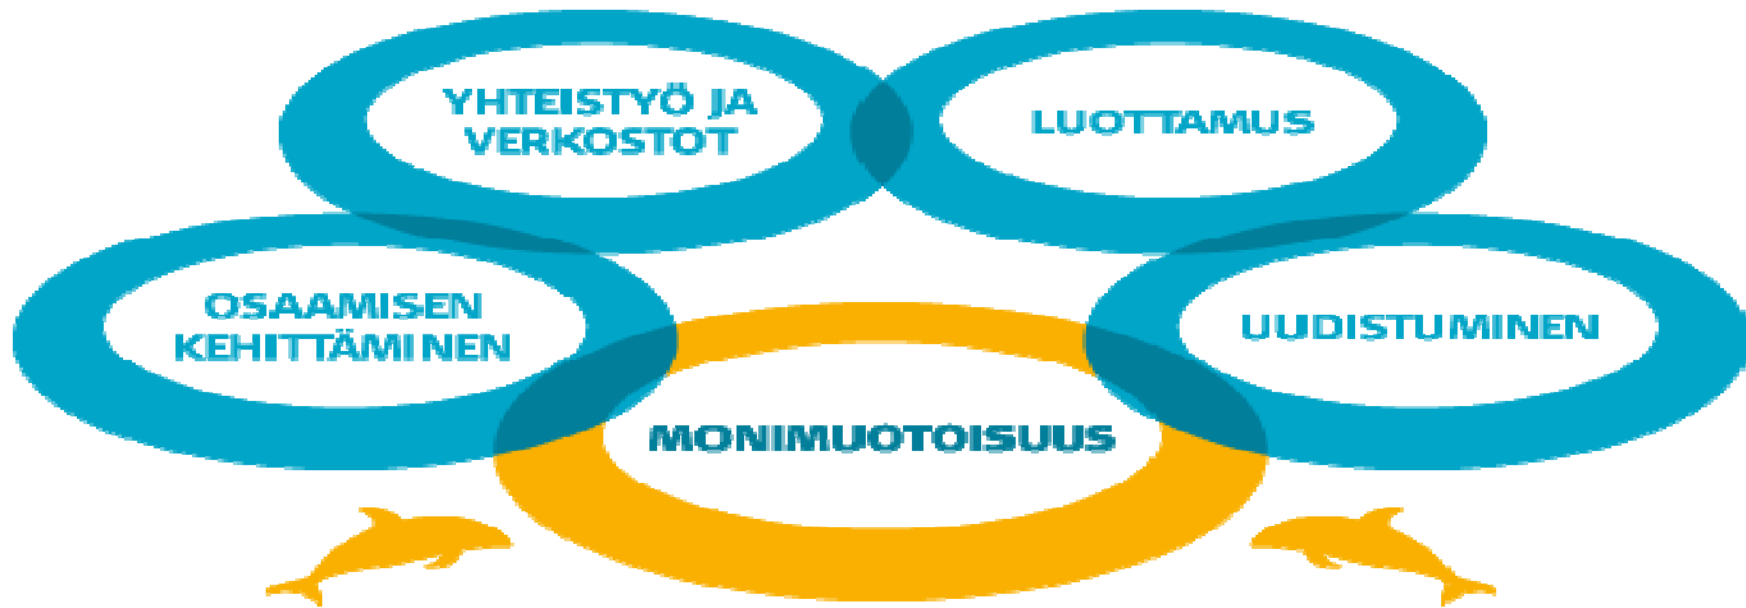 YHTEISTYÖ JA
VERKOSTOT
LUOTTAMUS
OSAAMISEN
KEHITTÄMINEN
UUDISTUMINEN
MONIMUOTOISUUS